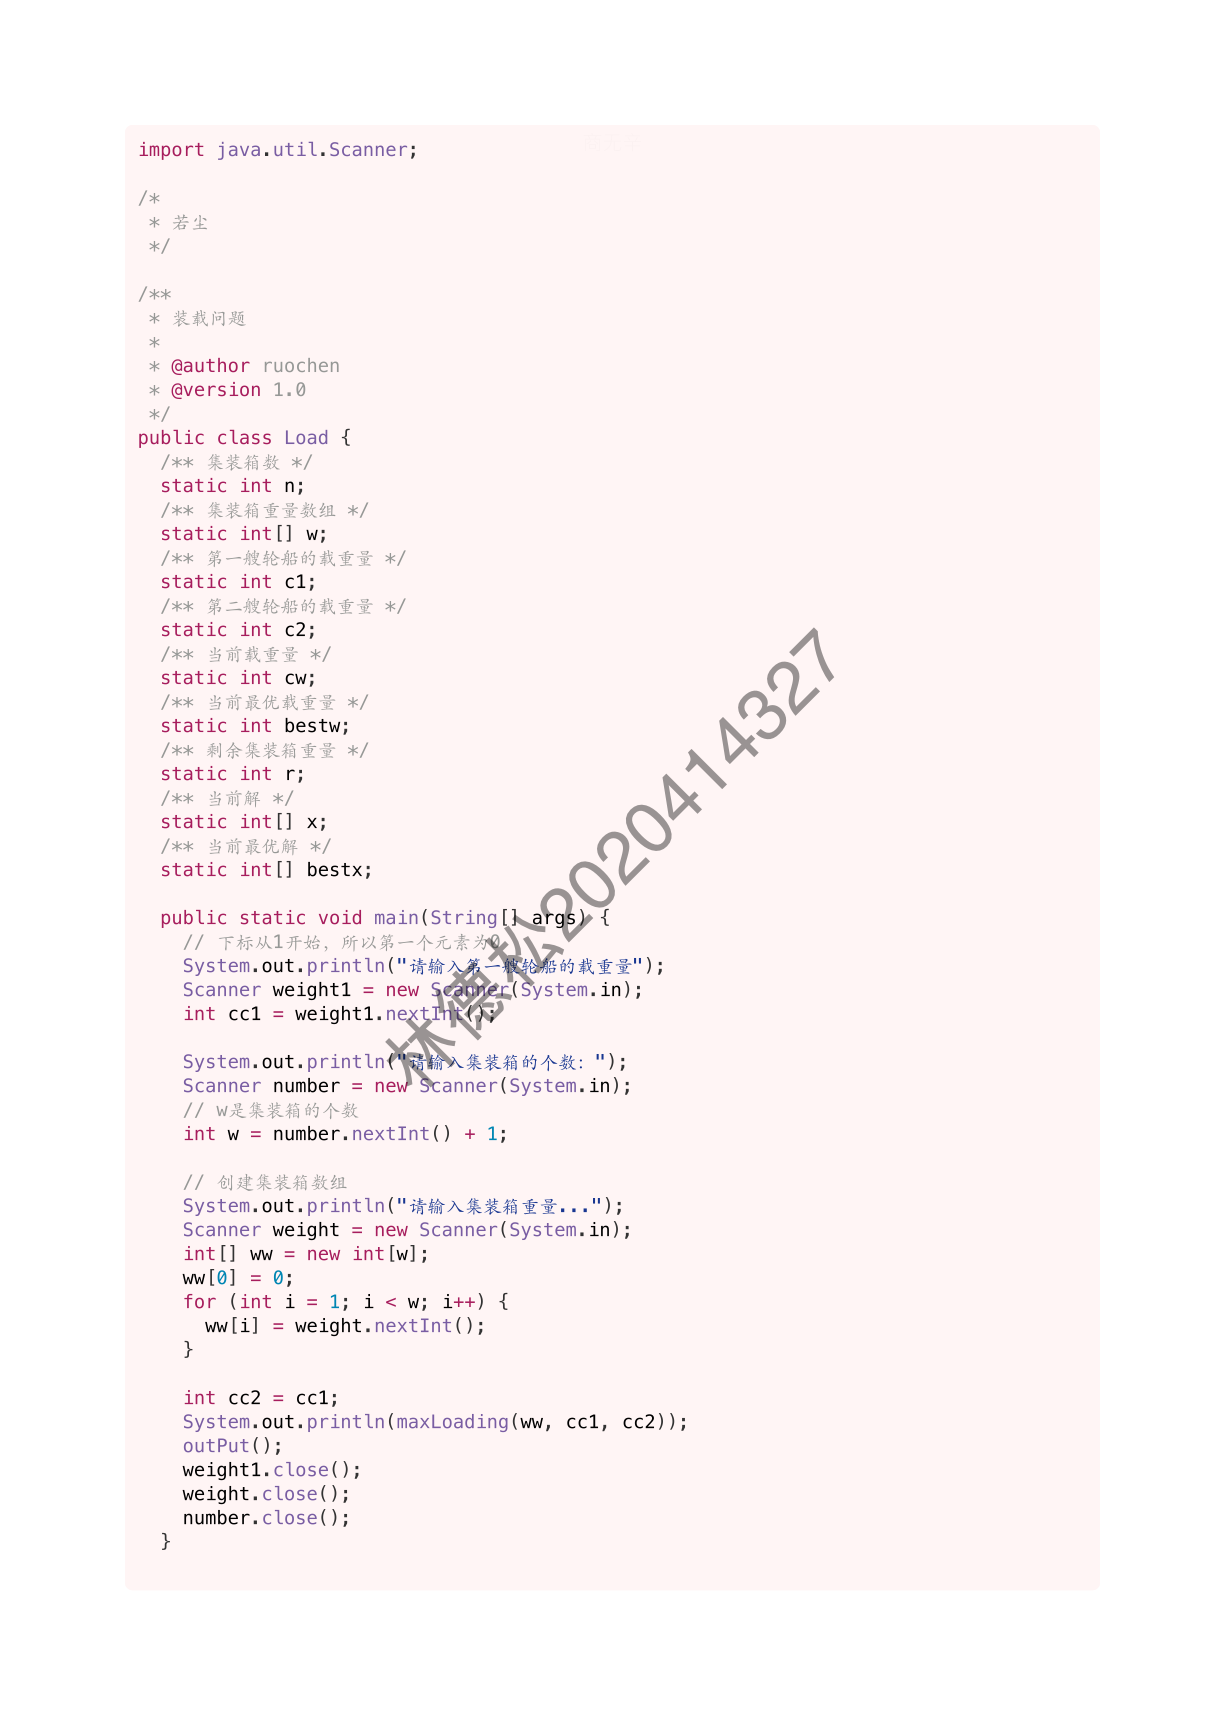 import java.util.Scanner;
/*
 * 若尘
 */
/**
 * 装载问题
 *
 * @author ruochen
 * @version 1.0
 */
public class Load {
  /** 集装箱数 */
  static int n;
  /** 集装箱重量数组 */
  static int[] w;
  /** 第一艘轮船的载重量 */
  static int c1;
  /** 第二艘轮船的载重量 */
  static int c2;
  /** 当前载重量 */
  static int cw;
  /** 当前最优载重量 */
  static int bestw;
  /** 剩余集装箱重量 */
  static int r;
  /** 当前解 */
  static int[] x;
  /** 当前最优解 */
  static int[] bestx;
  public static void main(String[] args) {
    // 下标从1开始，所以第一个元素为0
    System.out.println("请输入第一艘轮船的载重量");
    Scanner weight1 = new Scanner(System.in);
    int cc1 = weight1.nextInt();
    System.out.println("请输入集装箱的个数：");
    Scanner number = new Scanner(System.in);
    // w是集装箱的个数
    int w = number.nextInt() + 1;
    // 创建集装箱数组
    System.out.println("请输入集装箱重量...");
    Scanner weight = new Scanner(System.in);
    int[] ww = new int[w];
    ww[0] = 0;
    for (int i = 1; i < w; i++) {
      ww[i] = weight.nextInt();
    }
    int cc2 = cc1;
    System.out.println(maxLoading(ww, cc1, cc2));
    outPut();
    weight1.close();
    weight.close();
    number.close();
  }
林德松2020414327